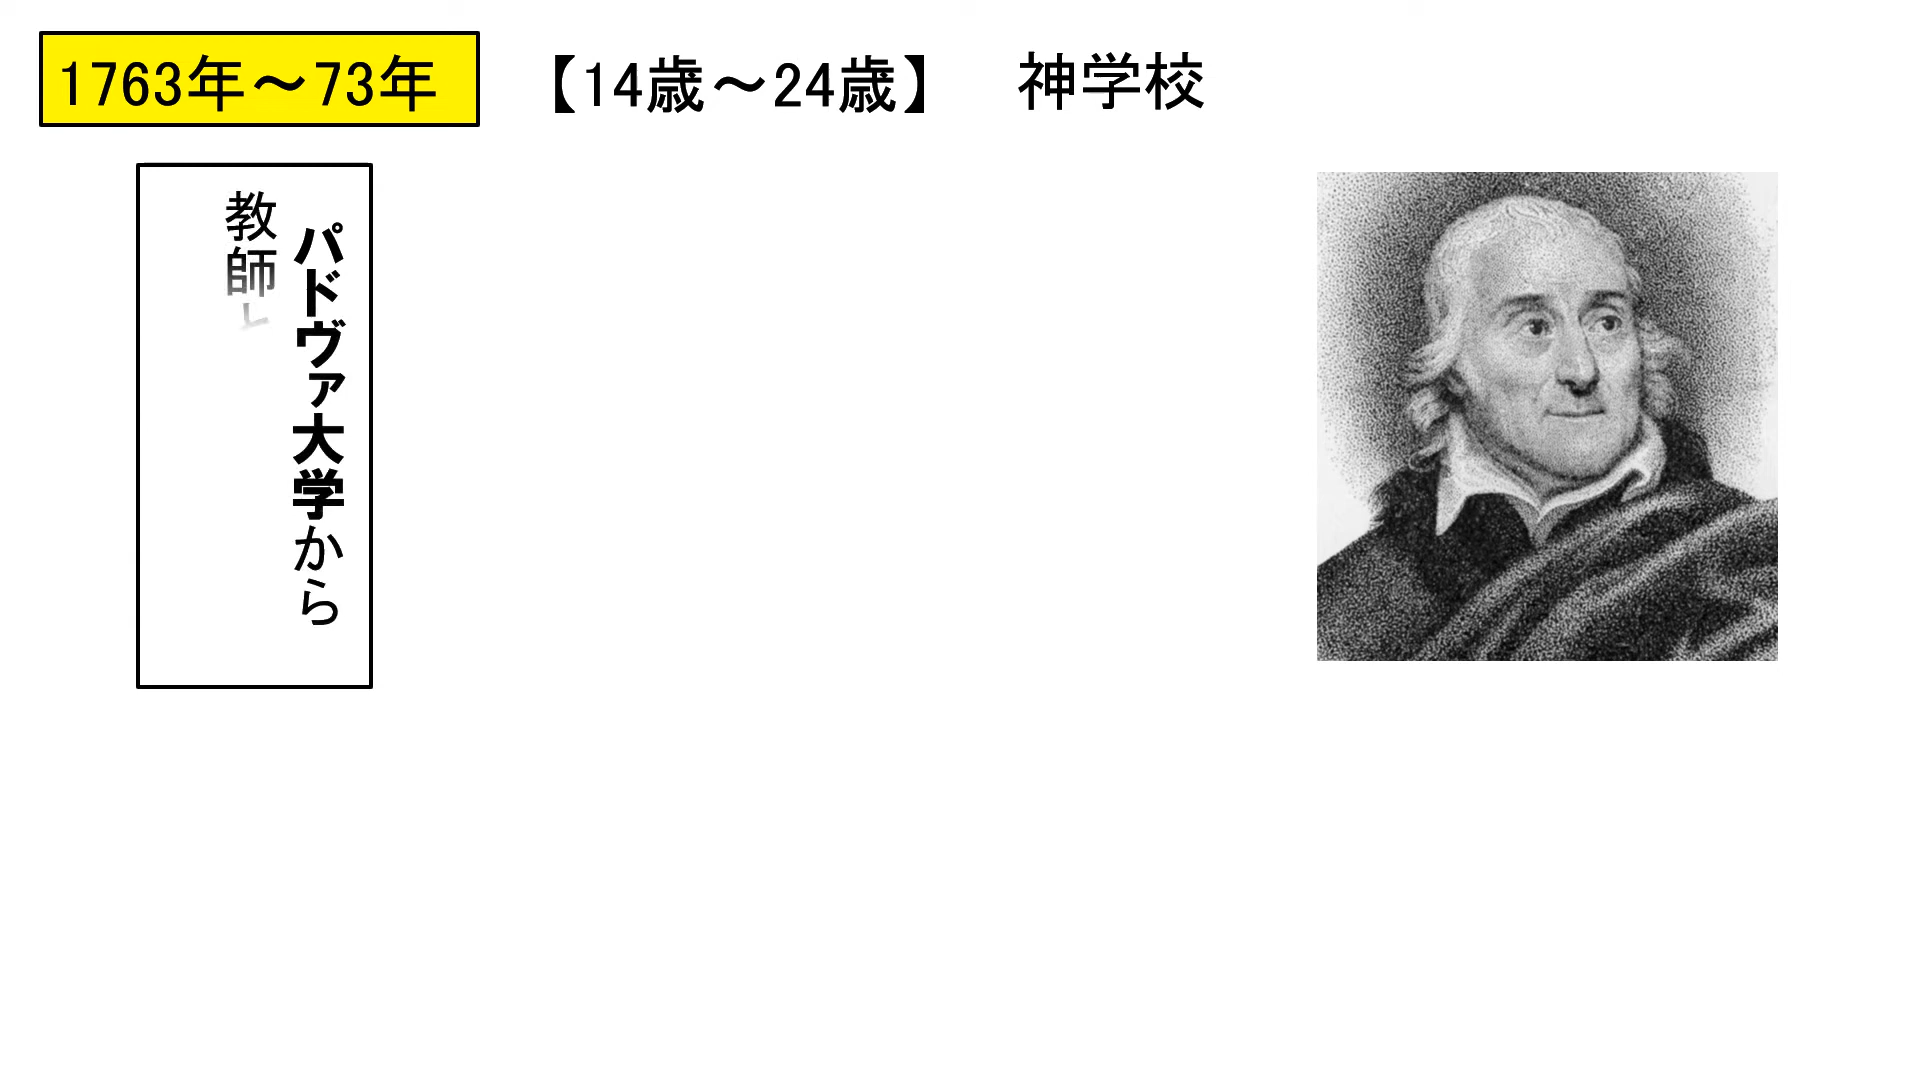 1763年～73年
【14歳～24歳】
神学校
パドヴァ大学から
教師